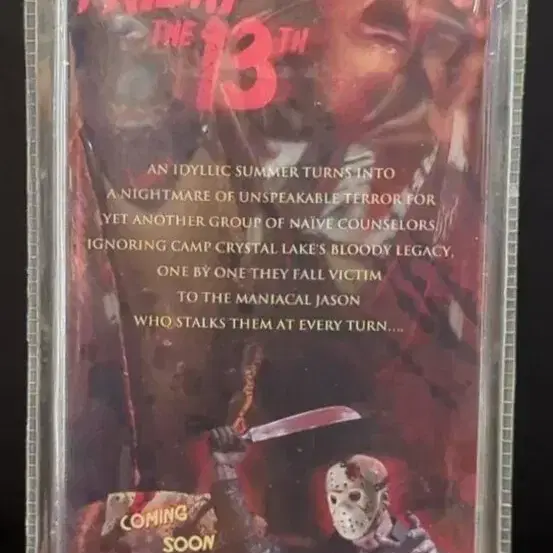 FRIDAY
THE 13TH
AN IDYLLIC SUMMER TURNS INTO
A NIGHTMARE OF UNSPEAKABLE TERROR FOR
YET ANOTHER GROUP OF NAÏVE COUNSELORS.
IGNORING CAMP CRYSTAL LAKE'S BLOODY LEGACY,
ONE BY ONE THEY FALL VICTIM
TO THE MANIACAL JASON
WHO STALKS THEM AT EVERY TURN....
COMING
SOON